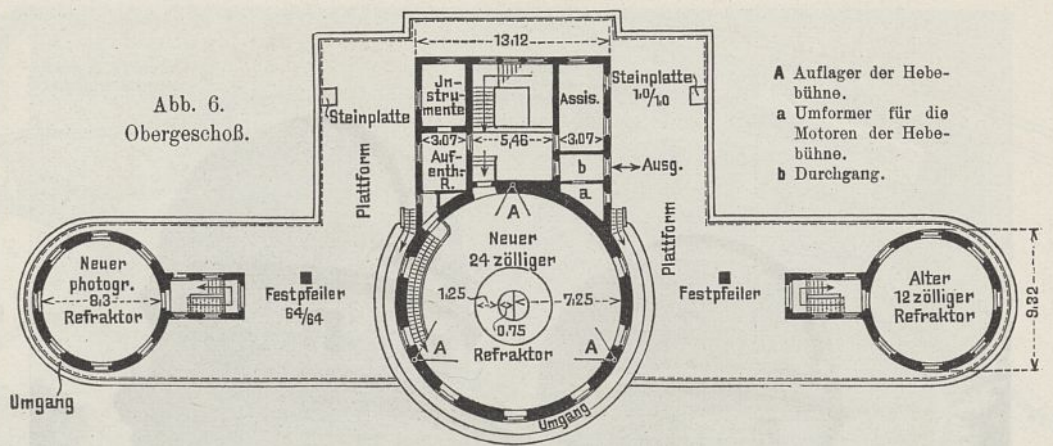 Abb. 6.
Obergeschoß.
13,12
Jn-
stru-
mente
Assis.
Steinplatte
1,0/1,0
Steinplatte
3,07
5,46
3,07
Auf-
enth.-
R.
b
a
Ausg.
Plattform
Plattform
A
Neuer
24 zölliger
1,25
7,25
0,75
Refraktor
A
A
Umgang
Neuer
photogr.
8,3
Refraktor
Umgang
Festpfeiler
64/64
Festpfeiler
Alter
12 zölliger
Refraktor
9,32
A Auflager der Hebe-
bühne.
a Umformer für die
Motoren der Hebe-
bühne.
b Durchgang.